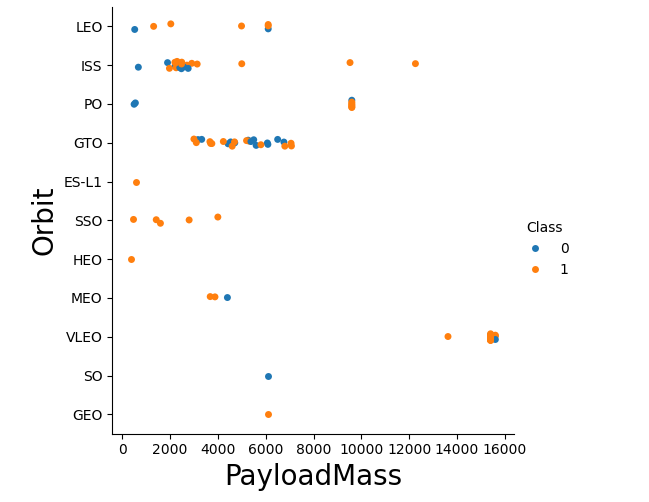 LEO
ISS
PO
GTO
ES-L1
SSO
HEO
MEO
VLEO
SO
GEO
Orbit
0 2000 4000 6000 8000 10000 12000 14000 16000
PayloadMass
Class
0
1